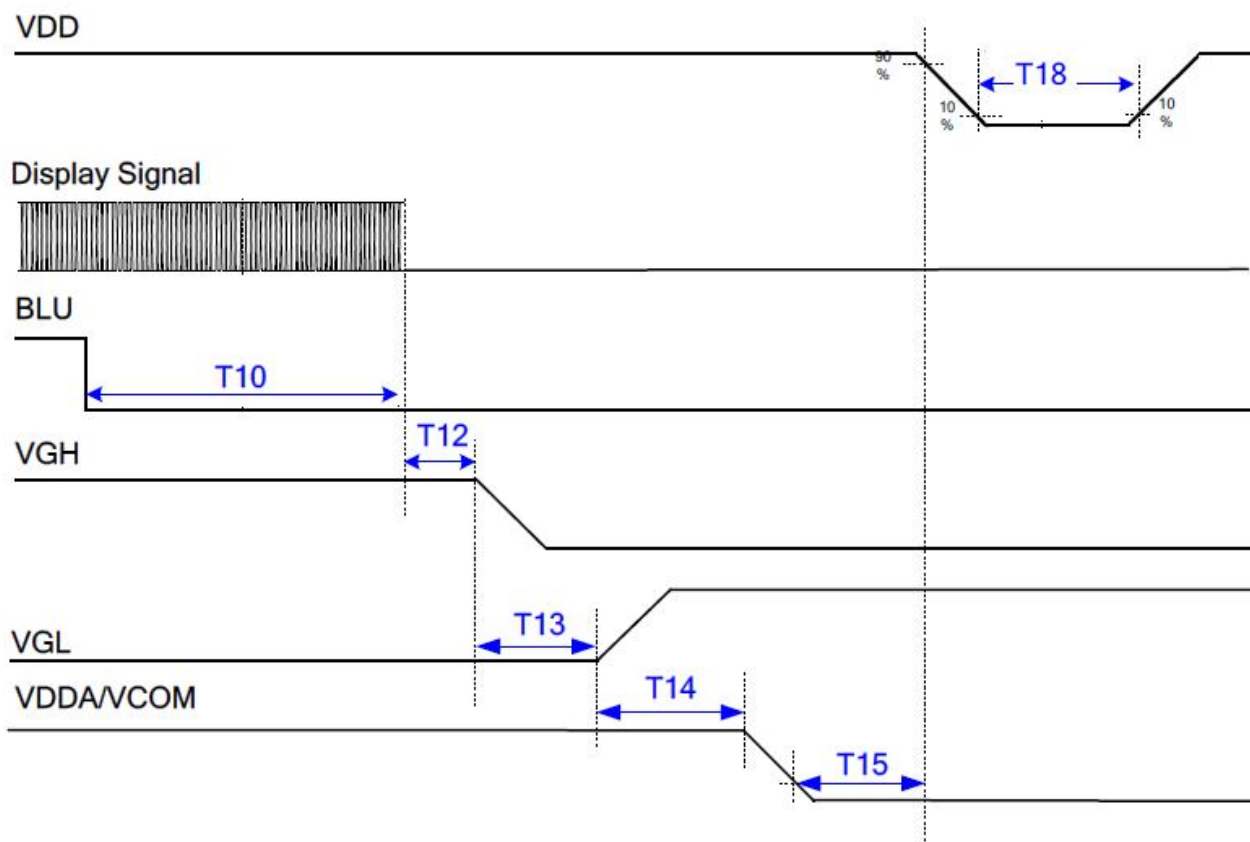 VDD
90
%
T18
10
%
10
%
Display Signal
BLU
T10
T12
VGH
T13
VGL
T14
VDDA/VCOM
T15